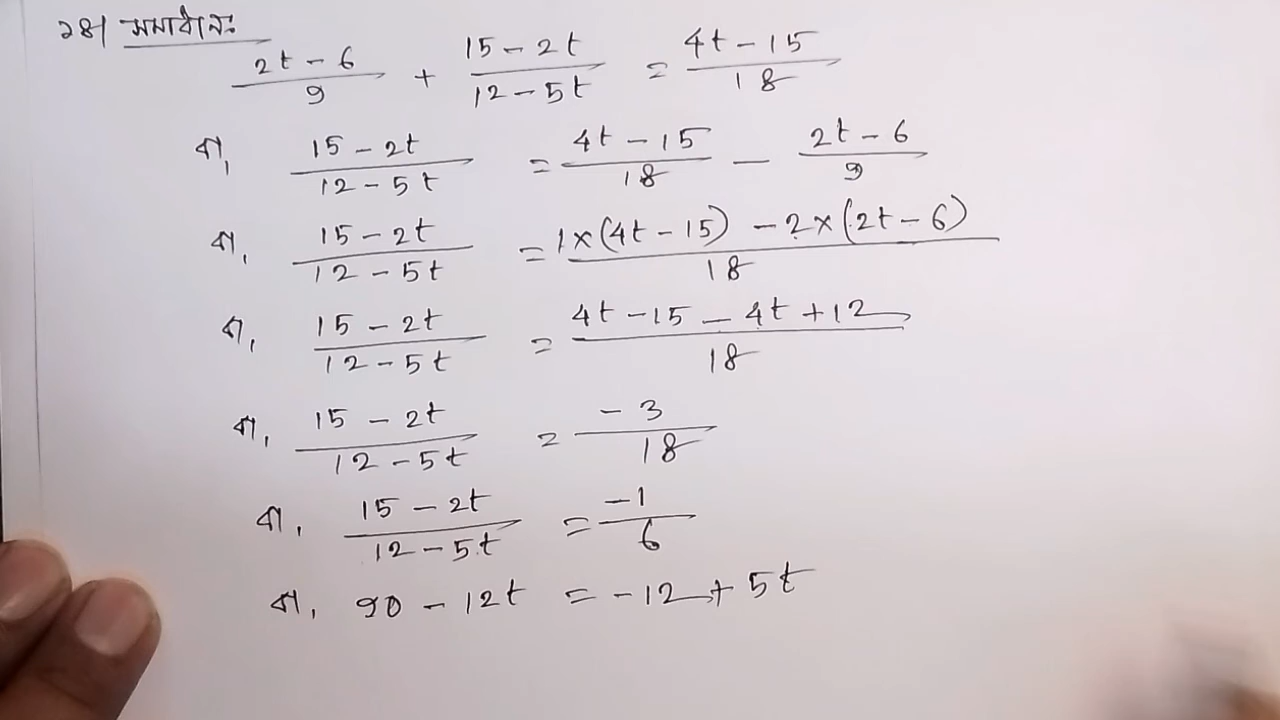 ১৪| সমাধানঃ
(2t - 6)/9 + (15 - 2t)/(12 - 5t) = (4t - 15)/18
বা, (15 - 2t)/(12 - 5t) = (4t - 15)/18 - (2t - 6)/9
বা, (15 - 2t)/(12 - 5t) = (1×(4t - 15) - 2×(2t - 6))/18
বা, (15 - 2t)/(12 - 5t) = (4t - 15 - 4t + 12)/18
বা, (15 - 2t)/(12 - 5t) = (-3)/18
বা, (15 - 2t)/(12 - 5t) = (-1)/6
বা, 90 - 12t = -12 + 5t